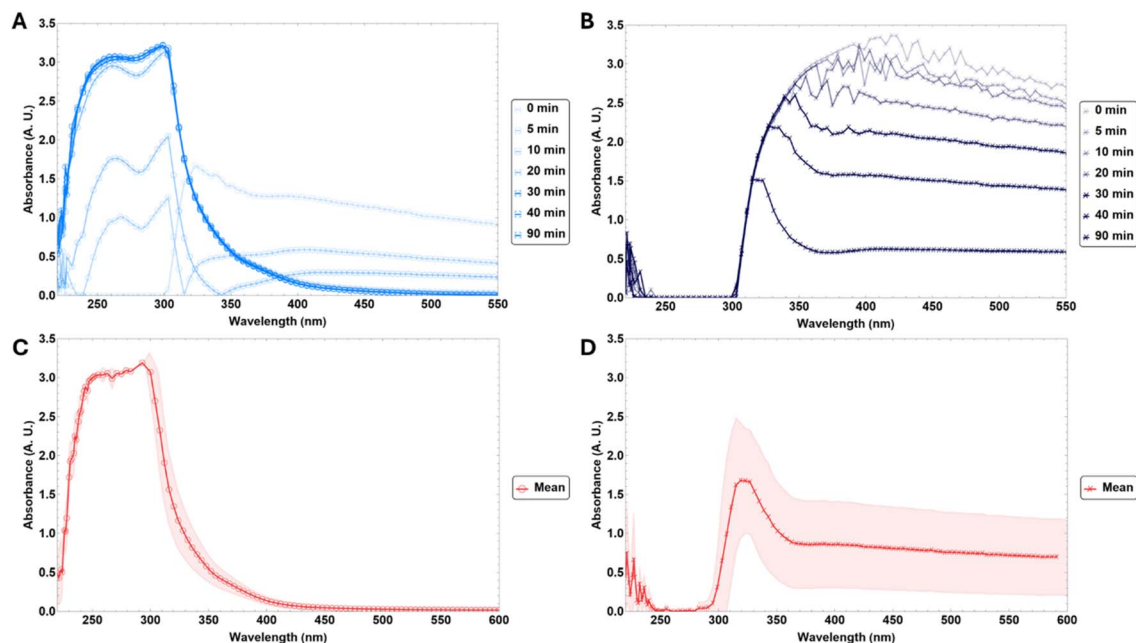 A
Absorbance (A. U.)
3.5
3.0
2.5
2.0
1.5
1.0
0.5
0.0
250 300 350 400 450 500 550
Wavelength (nm)
0 min
5 min
10 min
20 min
30 min
40 min
90 min
B
Absorbance (A. U.)
3.5
3.0
2.5
2.0
1.5
1.0
0.5
0.0
250 300 350 400 450 500 550
Wavelength (nm)
0 min
5 min
10 min
20 min
30 min
40 min
90 min
C
Absorbance (A. U.)
3.5
3.0
2.5
2.0
1.5
1.0
0.5
0.0
250 300 350 400 450 500 550 600
Wavelength (nm)
Mean
D
Absorbance (A. U.)
3.5
3.0
2.5
2.0
1.5
1.0
0.5
0.0
250 300 350 400 450 500 550 600
Wavelength (nm)
Mean